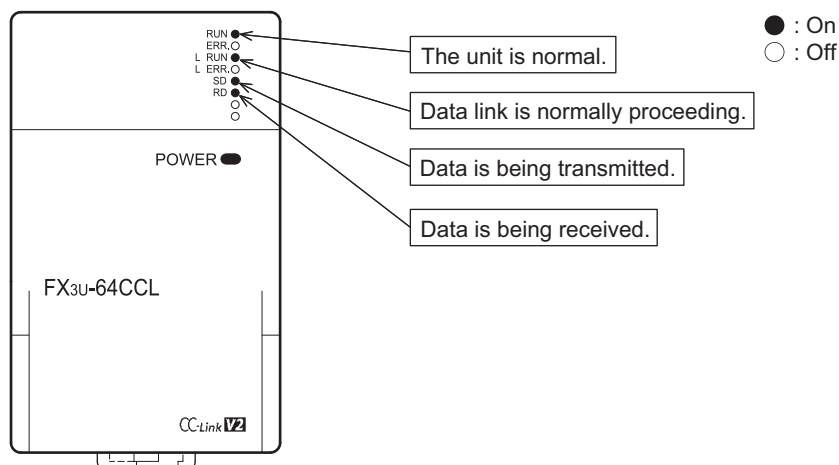 RUN
ERR.
L RUN
L ERR.
SD
RD
POWER
FX3U-64CCL
CC-Link V2
The unit is normal.
Data link is normally proceeding.
Data is being transmitted.
Data is being received.
: On
: Off